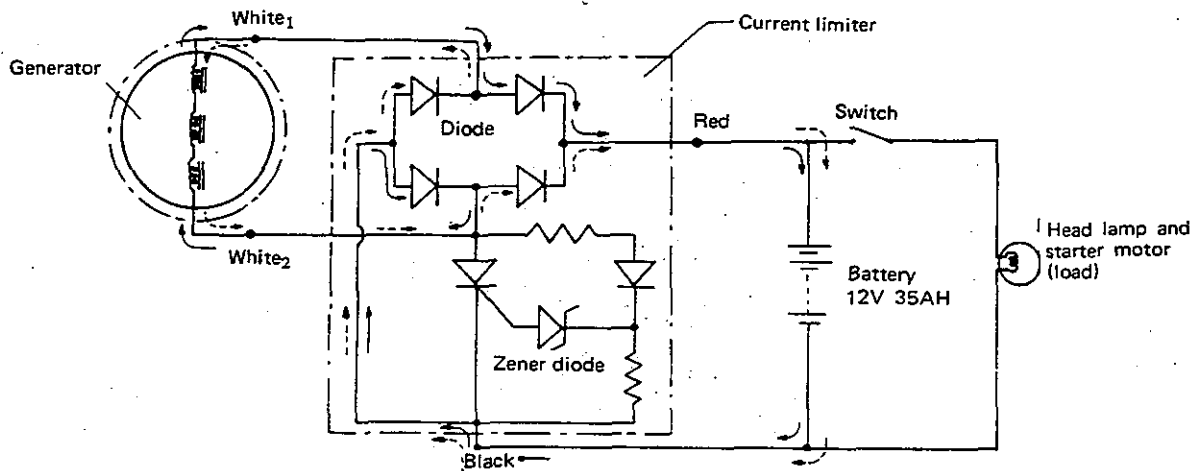 White1
Current limiter
Generator
Diode
Red
Switch
White2
Head lamp and
starter motor
(load)
Battery
12V 35AH
Zener diode
Black